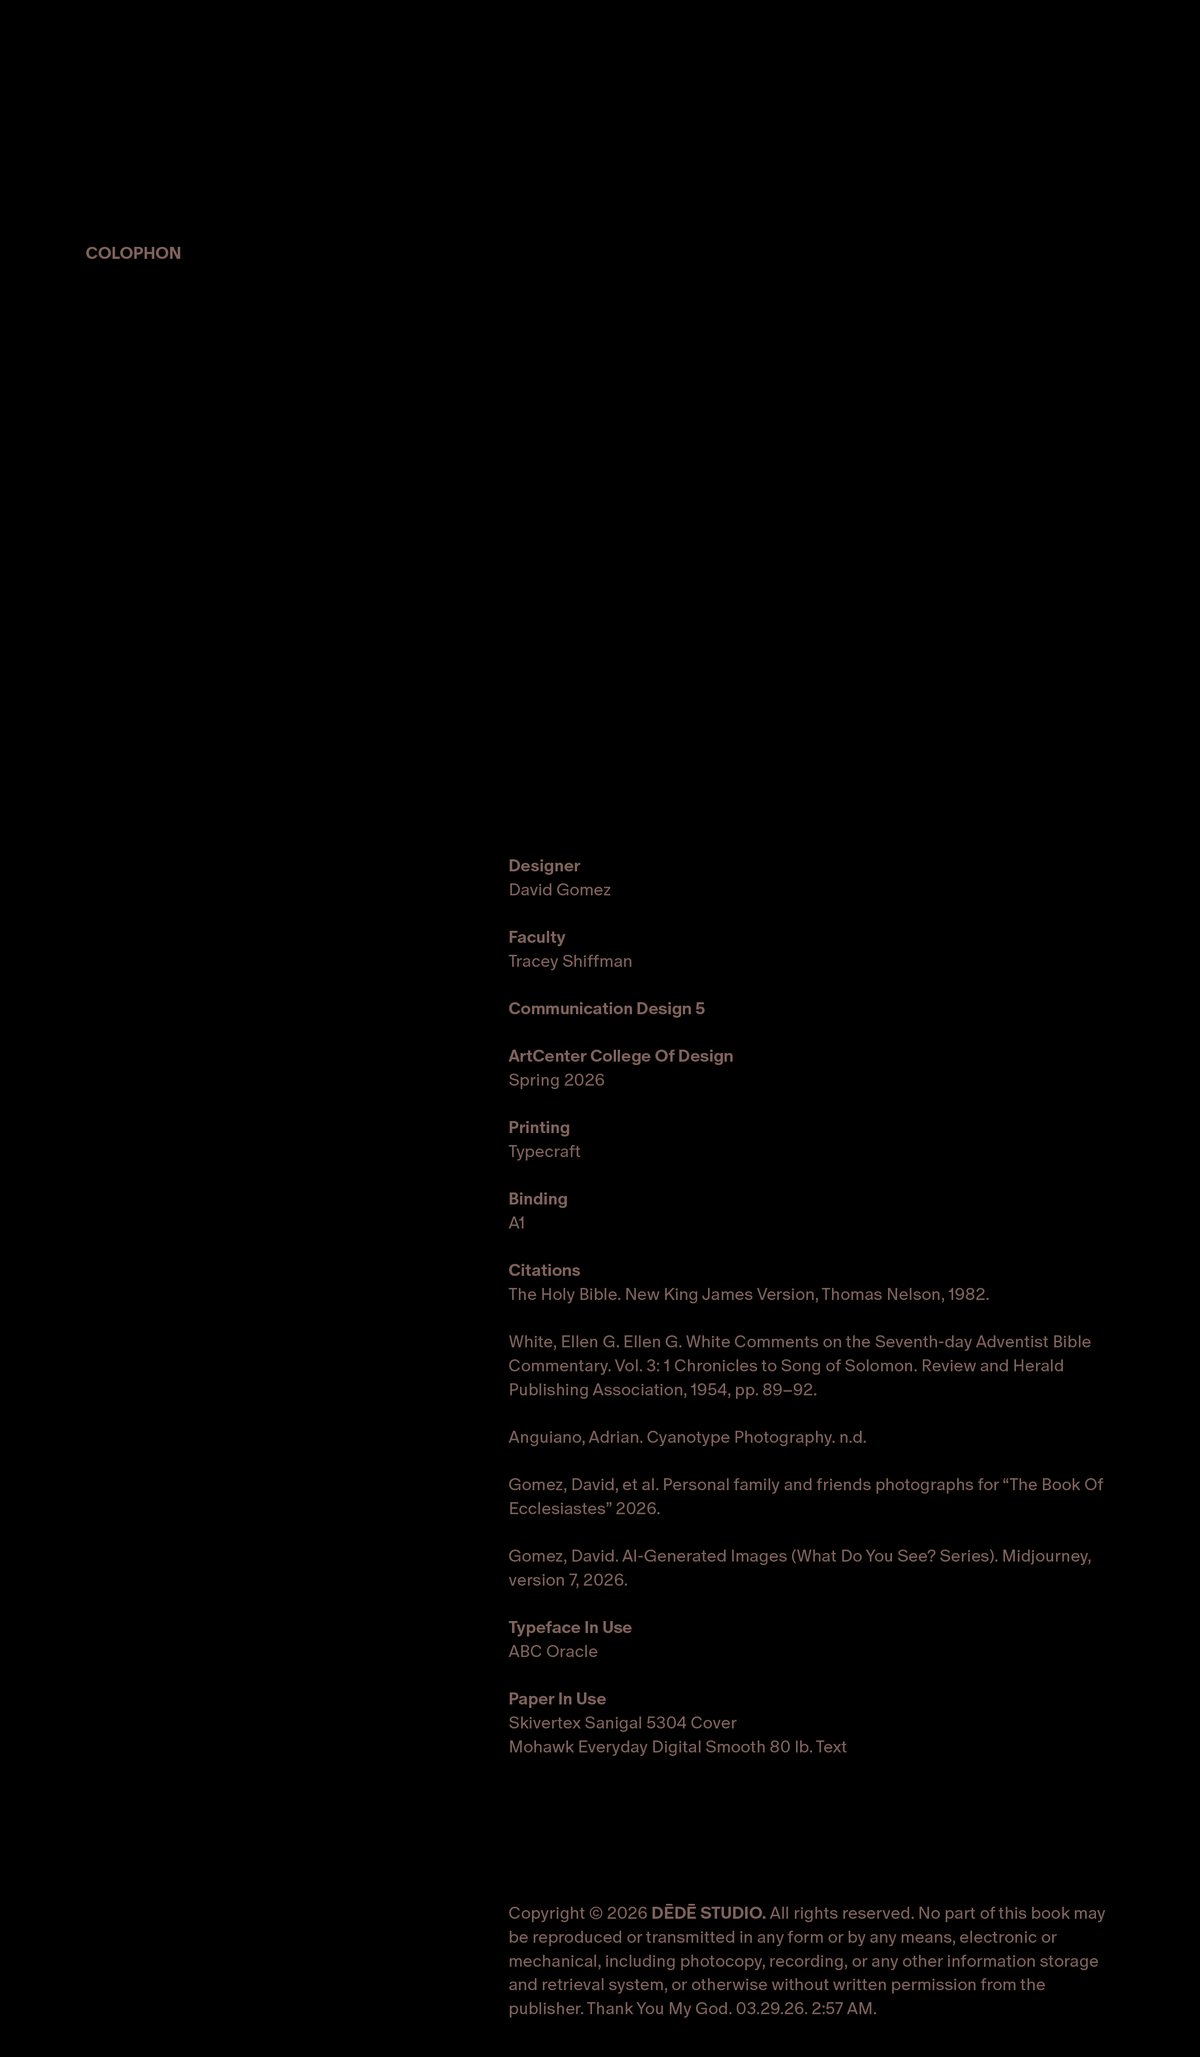 COLOPHON
Designer
David Gomez
Faculty
Tracey Shiffman
Communication Design 5
ArtCenter College Of Design
Spring 2026
Printing
Typecraft
Binding
A1
Citations
The Holy Bible. New King James Version, Thomas Nelson, 1982.
White, Ellen G. Ellen G. White Comments on the Seventh-day Adventist Bible
Commentary. Vol. 3: 1 Chronicles to Song of Solomon. Review and Herald
Publishing Association, 1954, pp. 89–92.
Anguiano, Adrian. Cyanotype Photography. n.d.
Gomez, David, et al. Personal family and friends photographs for “The Book Of
Ecclesiastes” 2026.
Gomez, David. AI-Generated Images (What Do You See? Series). Midjourney,
version 7, 2026.
Typeface In Use
ABC Oracle
Paper In Use
Skivertex Sanigal 5304 Cover
Mohawk Everyday Digital Smooth 80 lb. Text
Copyright © 2026 DĒDĒ STUDIO. All rights reserved. No part of this book may
be reproduced or transmitted in any form or by any means, electronic or
mechanical, including photocopy, recording, or any other information storage
and retrieval system, or otherwise without written permission from the
publisher. Thank You My God. 03.29.26. 2:57 AM.